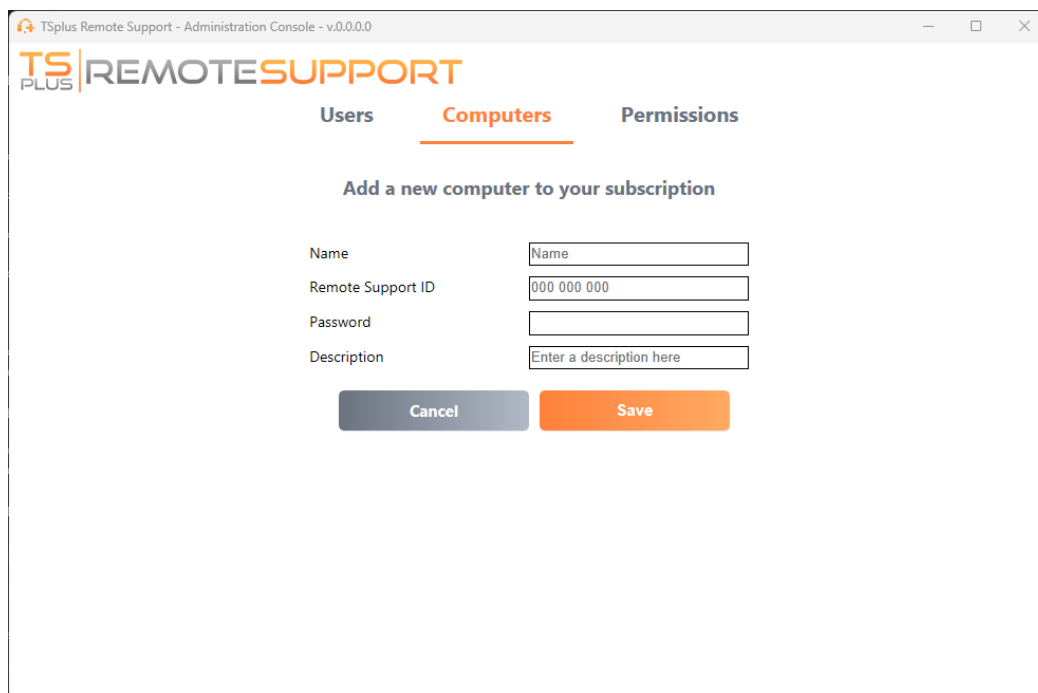 TSplus Remote Support - Administration Console - v.0.0.0.0
TS PLUS REMOTESUPPORT
Users Computers Permissions
Add a new computer to your subscription
Name Name
Remote Support ID 000 000 000
Password
Description Enter a description here
Cancel Save